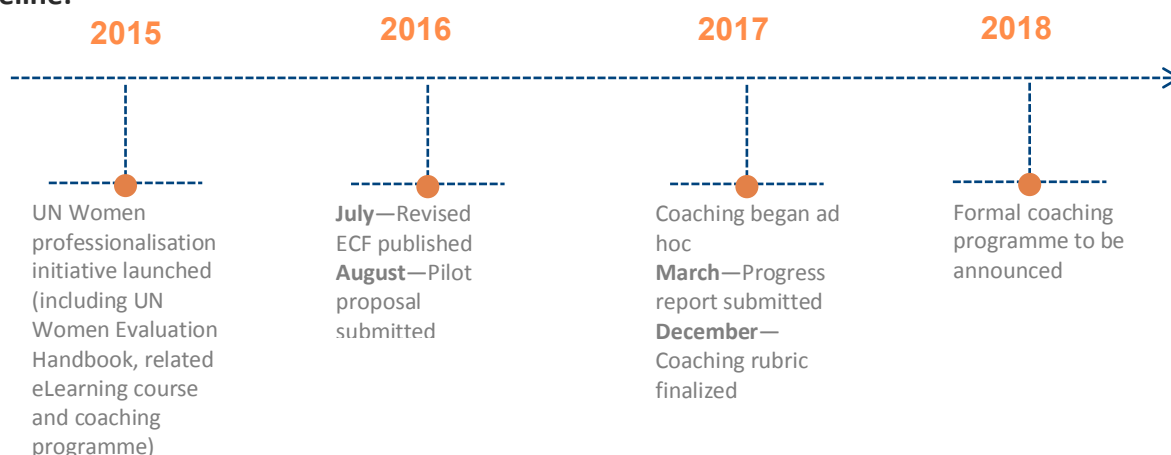 2015
2016
2017
2018
UN Women
professionalisation
initiative launched
(including UN
Women Evaluation
Handbook, related
eLearning course
and coaching
programme)
July—Revised
ECF published
August—Pilot
proposal
submitted
Coaching began ad
hoc
March—Progress
report submitted
December—
Coaching rubric
finalized
Formal coaching
programme to be
announced